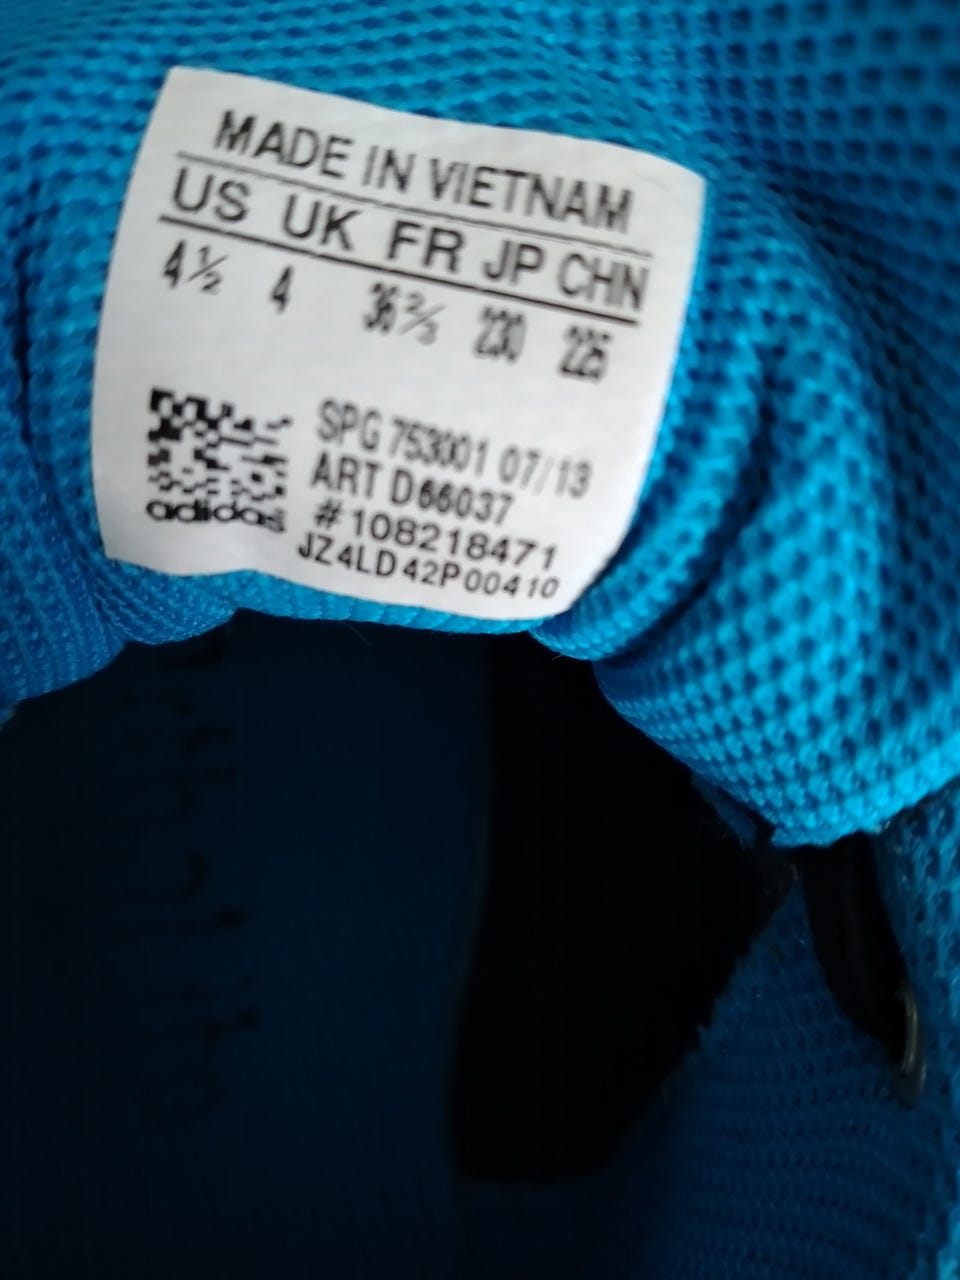 MADE IN VIETNAM
US UK FR JP CHN
4½ 4 36⅔ 230 225
SPG 753001 07/13
ART D66037
#108218471
JZ4LD42P00410
adidas